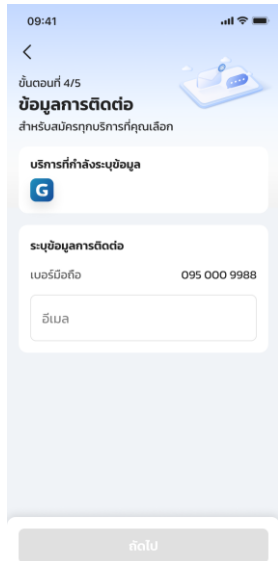 09:41
ขั้นตอนที่ 4/5
ข้อมูลการติดต่อ
สำหรับสมัครทุกบริการที่คุณเลือก
บริการที่กำลังระบุข้อมูล
G
ระบุข้อมูลการติดต่อ
เบอร์มือถือ 095 000 9988
อีเมล
ถัดไป